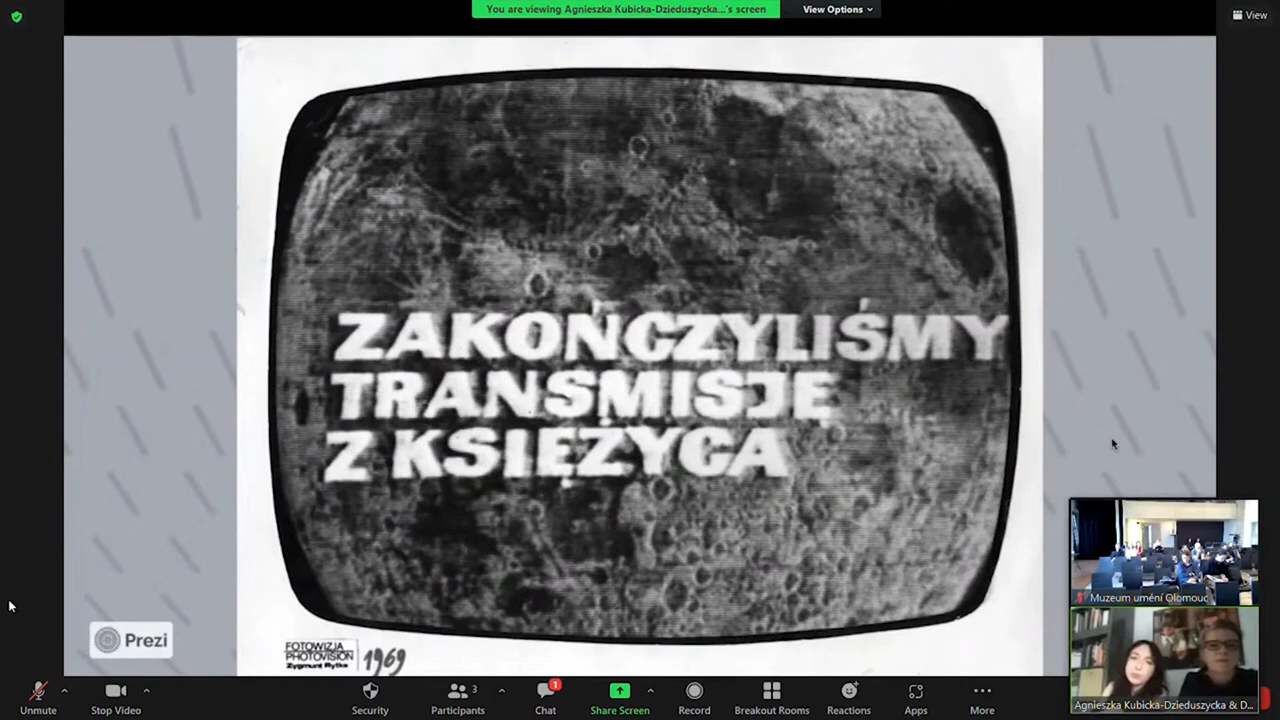 You are viewing Agnieszka Kubicka-Dzieduszycka...'s screen
View Options
View
ZAKOŃCZYLIŚMY
TRANSMISJĘ
Z KSIĘŻYCA
Prezi
FOTOWIZJA
PHOTOVISION
Zygmunt Rytka
1969
Muzeum umění Olomouc
Agnieszka Kubicka-Dzieduszycka & D...
Unmute
Stop Video
Security
3
Participants
1
Chat
Share Screen
Record
Breakout Rooms
Reactions
Apps
More